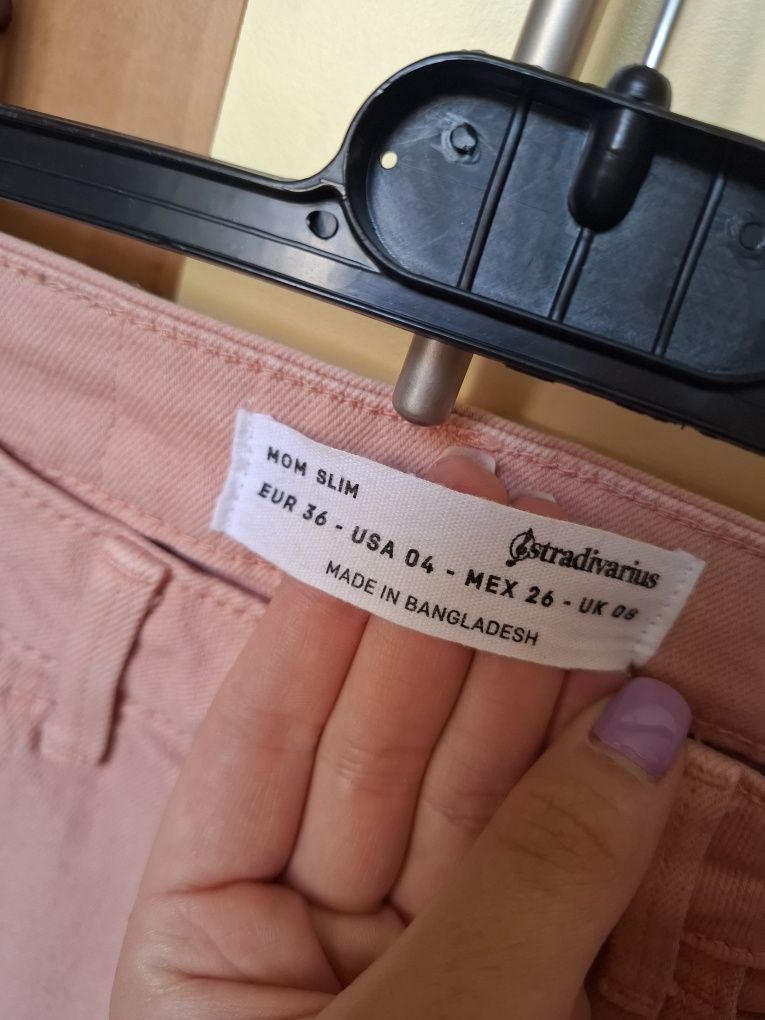 MOM SLIM
Stradivarius
EUR 36 - USA 04 - MEX 26 - UK 08
MADE IN BANGLADESH